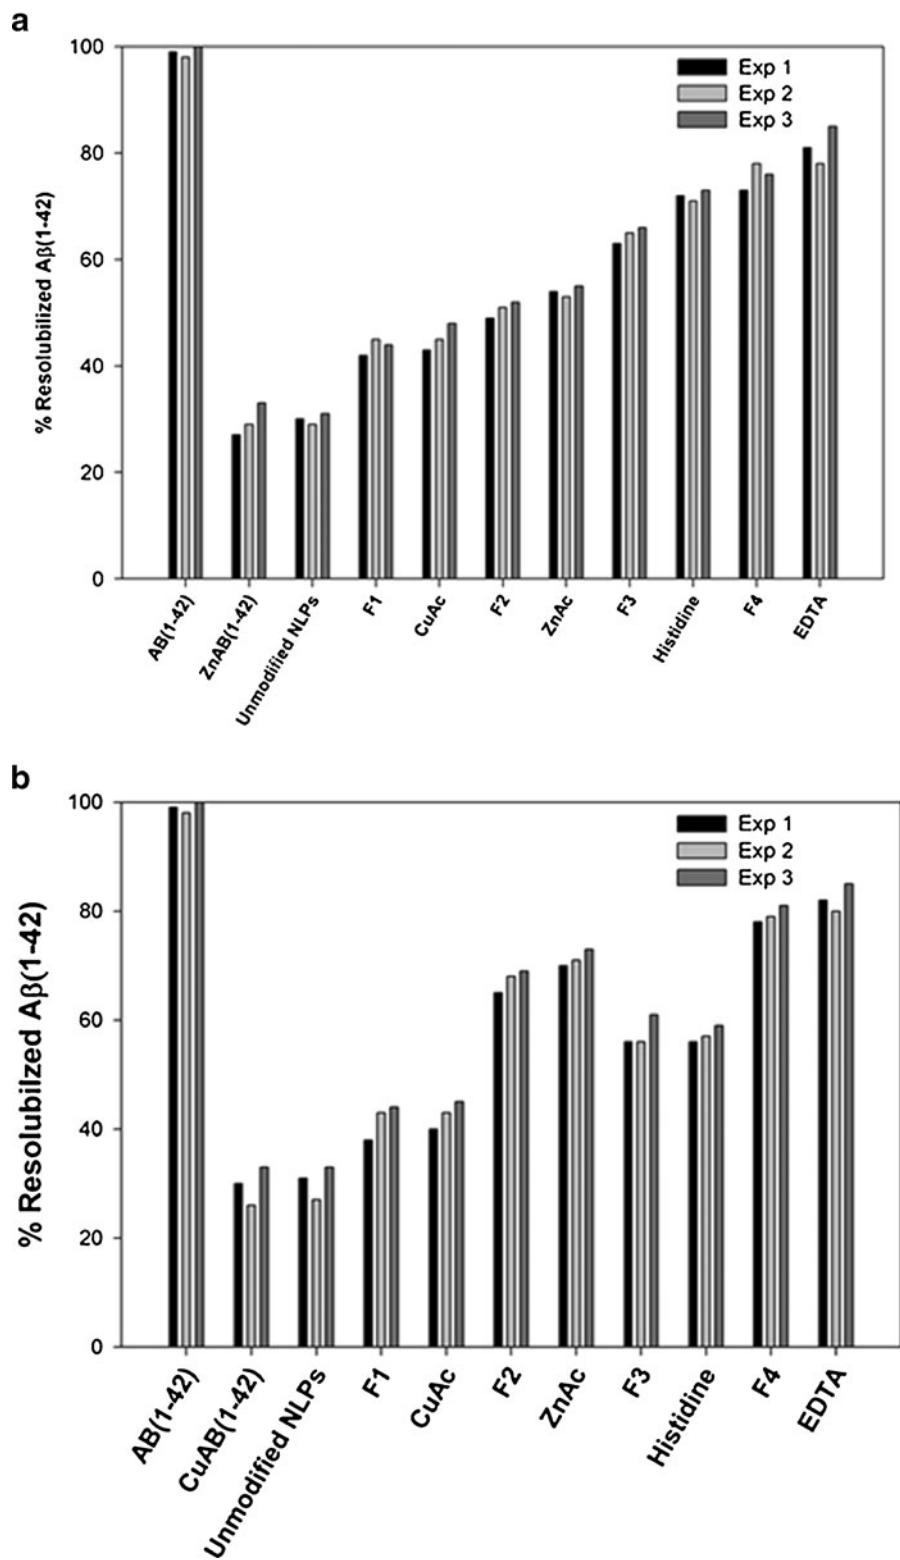 a
100
80
60
40
20
0
% Resolubilized Aβ(1-42)
Exp 1
Exp 2
Exp 3
AB(1-42)
ZnAB(1-42)
Unmodified NLPs
F1
CuAc
F2
ZnAc
F3
Histidine
F4
EDTA
b
100
80
60
40
20
0
% Resolubilzed Aβ(1-42)
Exp 1
Exp 2
Exp 3
AB(1-42)
CuAB(1-42)
Unmodified NLPs
F1
CuAc
F2
ZnAc
F3
Histidine
F4
EDTA